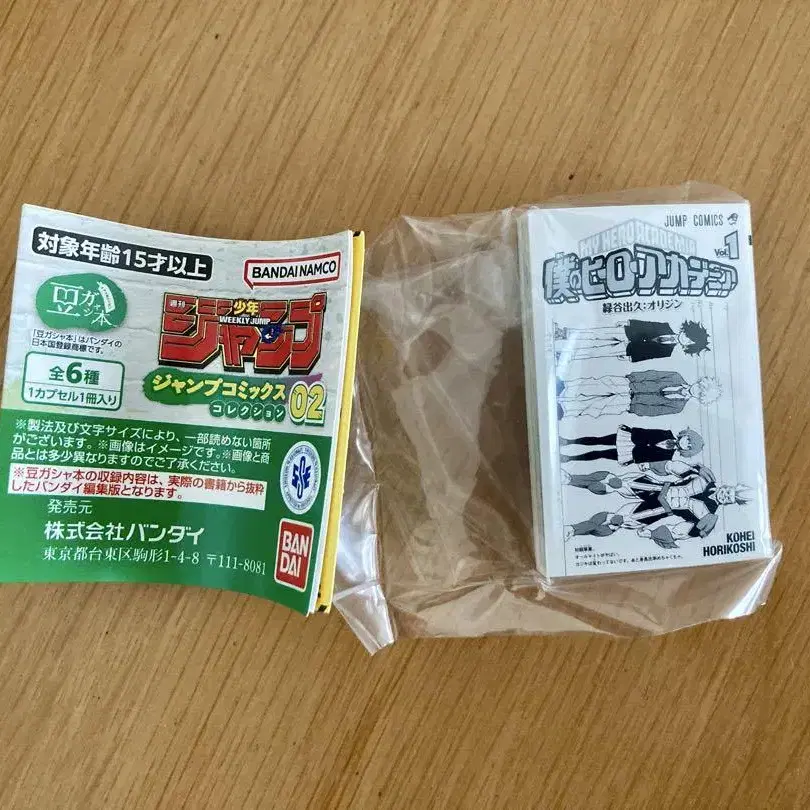 対象年齢15才以上
BANDAI NAMCO
豆ガシャ本
「豆ガシャ本」はバンダイの
日本国登録商標です。
週刊少年
WEEKLY JUMP
ジャンプ
ジャンプコミックス
コレクション 02
全6種
1カプセル1冊入り
※製法及び文字サイズにより、一部読めない箇所
がございます。※画像はイメージです。※画像と商
品とは多少異なりますのでご了承ください。
※豆ガシャ本の収録内容は、実際の書籍から抜粋
したバンダイ編集版となります。
発売元
株式会社バンダイ
東京都台東区駒形1-4-8 〒111-8081
BAN
DAI
JUMP COMICS
MY HERO ACADEMIA
Vol.1
僕のヒーローアカデミア
緑谷出久:オリジン
KOHEI
HORIKOSHI